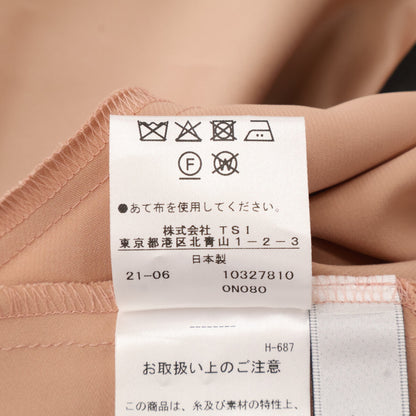 F W
●あて布を使用してください。
株式会社 TSI
東京都港区北青山1-2-3
日本製
21-06 10327810
0N080
H-687
お取扱い上のご注意
この商品は、糸及び素材の特性上、